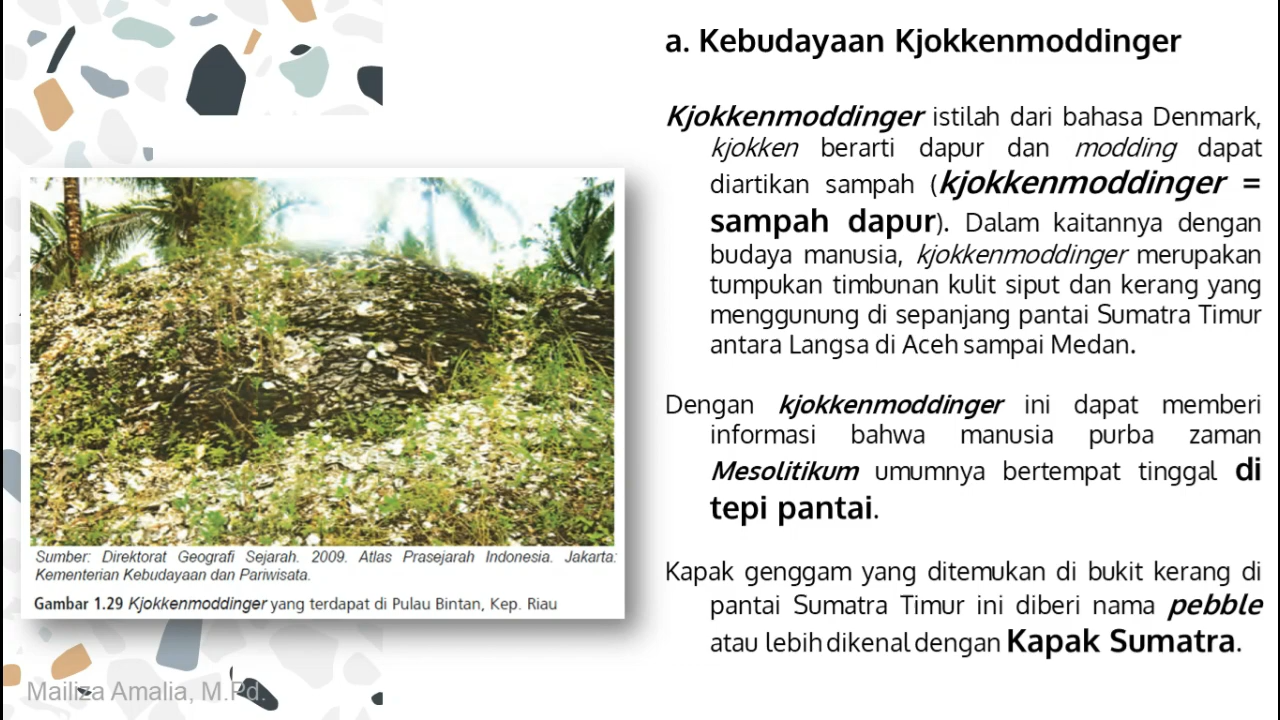 a. Kebudayaan Kjokkenmoddinger
Kjokkenmoddinger istilah dari bahasa Denmark,
kjokken berarti dapur dan modding dapat
diartikan sampah (kjokkenmoddinger =
sampah dapur). Dalam kaitannya dengan
budaya manusia, kjokkenmoddinger merupakan
tumpukan timbunan kulit siput dan kerang yang
menggunung di sepanjang pantai Sumatra Timur
antara Langsa di Aceh sampai Medan.
Dengan kjokkenmoddinger ini dapat memberi
informasi bahwa manusia purba zaman
Mesolitikum umumnya bertempat tinggal di
tepi pantai.
Kapak genggam yang ditemukan di bukit kerang di
pantai Sumatra Timur ini diberi nama pebble
atau lebih dikenal dengan Kapak Sumatra.
Sumber: Direktorat Geografi Sejarah. 2009. Atlas Prasejarah Indonesia. Jakarta:
Kementerian Kebudayaan dan Pariwisata.
Gambar 1.29 Kjokkenmoddinger yang terdapat di Pulau Bintan, Kep. Riau
Mailiza Amalia, M.Pd.